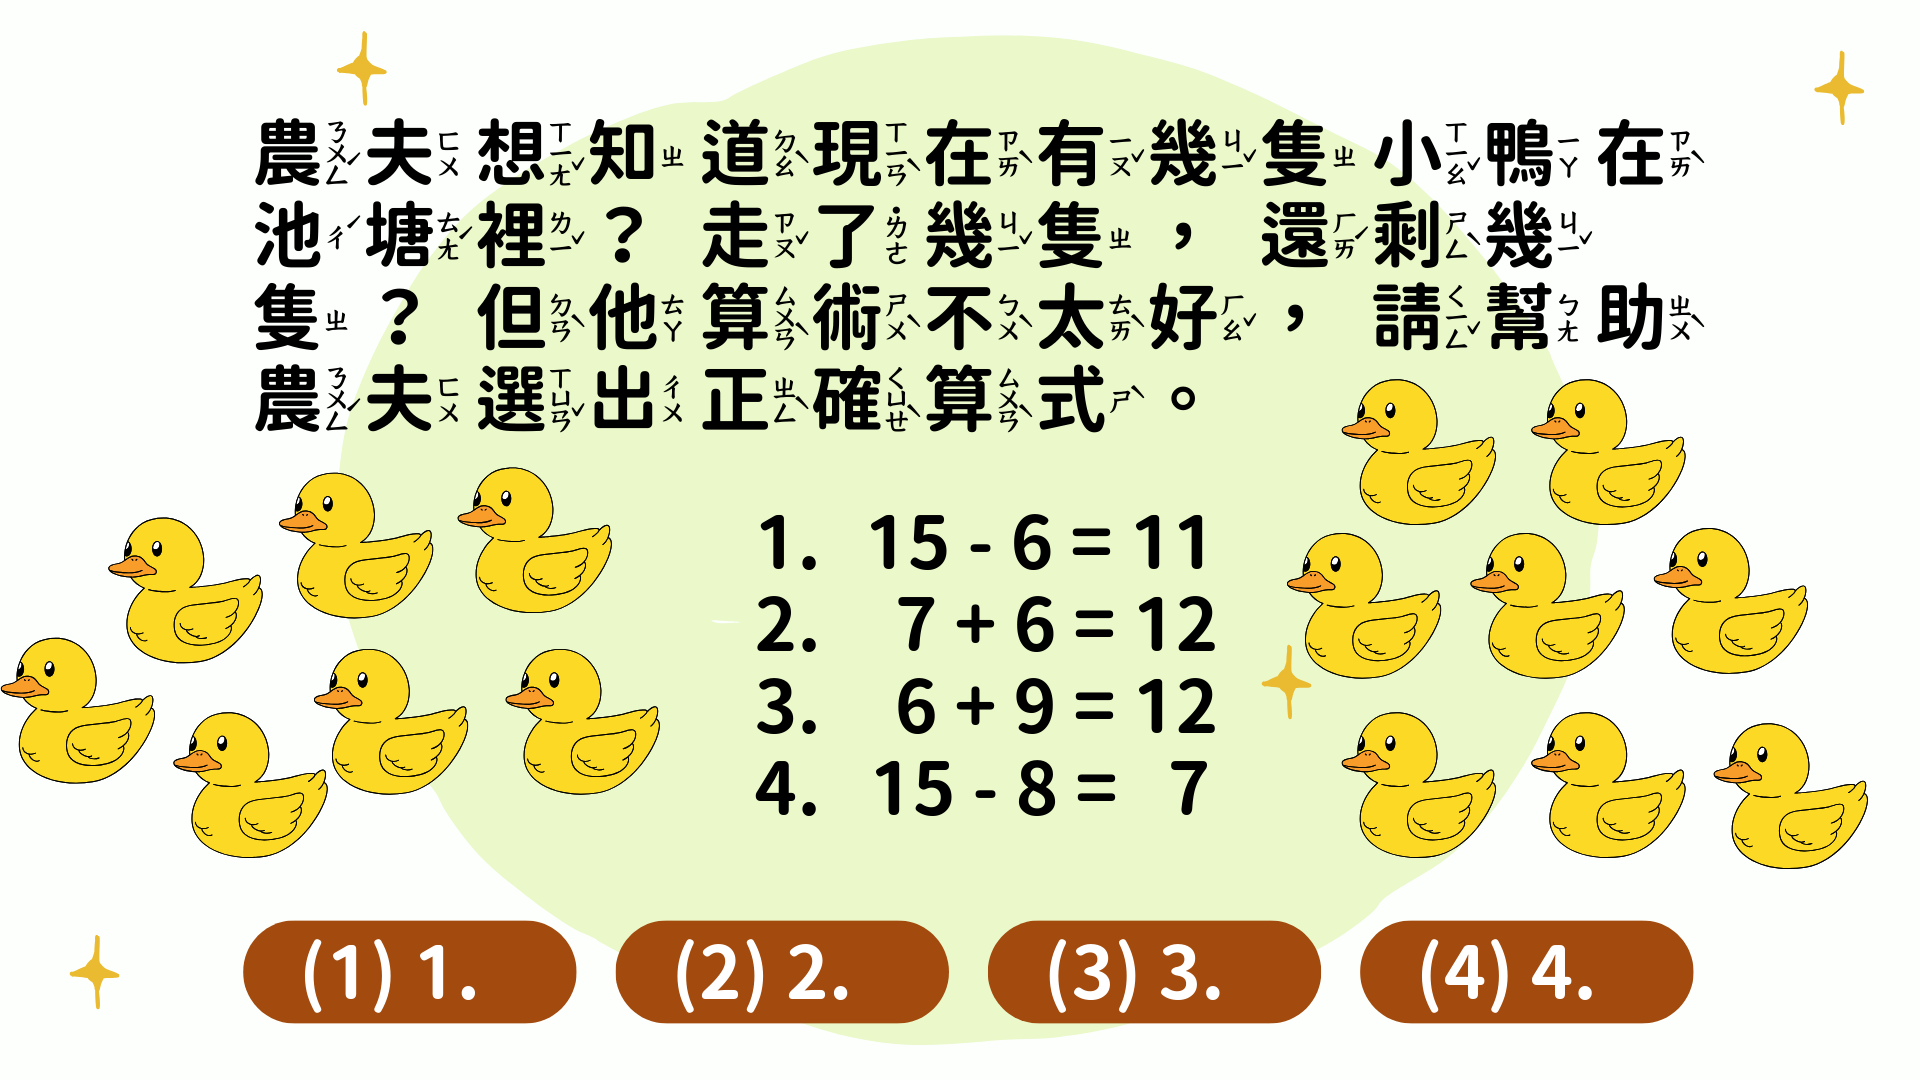 農夫想知道現在有幾隻小鴨在
池塘裡？走了幾隻，還剩幾
隻？但他算術不太好，請幫助
農夫選出正確算式。
1. 15 - 6 = 11
2. 7 + 6 = 12
3. 6 + 9 = 12
4. 15 - 8 = 7
(1) 1. (2) 2. (3) 3. (4) 4.